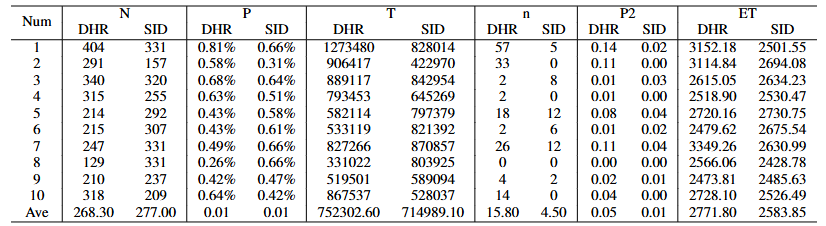 Num N P T n P2 ET
DHR SID DHR SID DHR SID DHR SID DHR SID DHR SID
1 404 331 0.81% 0.66% 1273480 828014 57 5 0.14 0.02 3152.18 2501.55
2 291 157 0.58% 0.31% 906417 422970 33 0 0.11 0.00 3114.84 2694.08
3 340 320 0.68% 0.64% 889117 842954 2 8 0.01 0.03 2615.05 2634.23
4 315 255 0.63% 0.51% 793453 645269 2 0 0.01 0.00 2518.90 2530.47
5 214 292 0.43% 0.58% 582114 797379 18 12 0.08 0.04 2720.16 2730.75
6 215 307 0.43% 0.61% 533119 821392 2 6 0.01 0.02 2479.62 2675.54
7 247 331 0.49% 0.66% 827266 870857 26 12 0.11 0.04 3349.26 2630.99
8 129 331 0.26% 0.66% 331022 803925 0 0 0.00 0.00 2566.06 2428.78
9 210 237 0.42% 0.47% 519501 589094 4 2 0.02 0.01 2473.81 2485.63
10 318 209 0.64% 0.42% 867537 528037 14 0 0.04 0.00 2728.10 2526.49
Ave 268.30 277.00 0.01 0.01 752302.60 714989.10 15.80 4.50 0.05 0.01 2771.80 2583.85